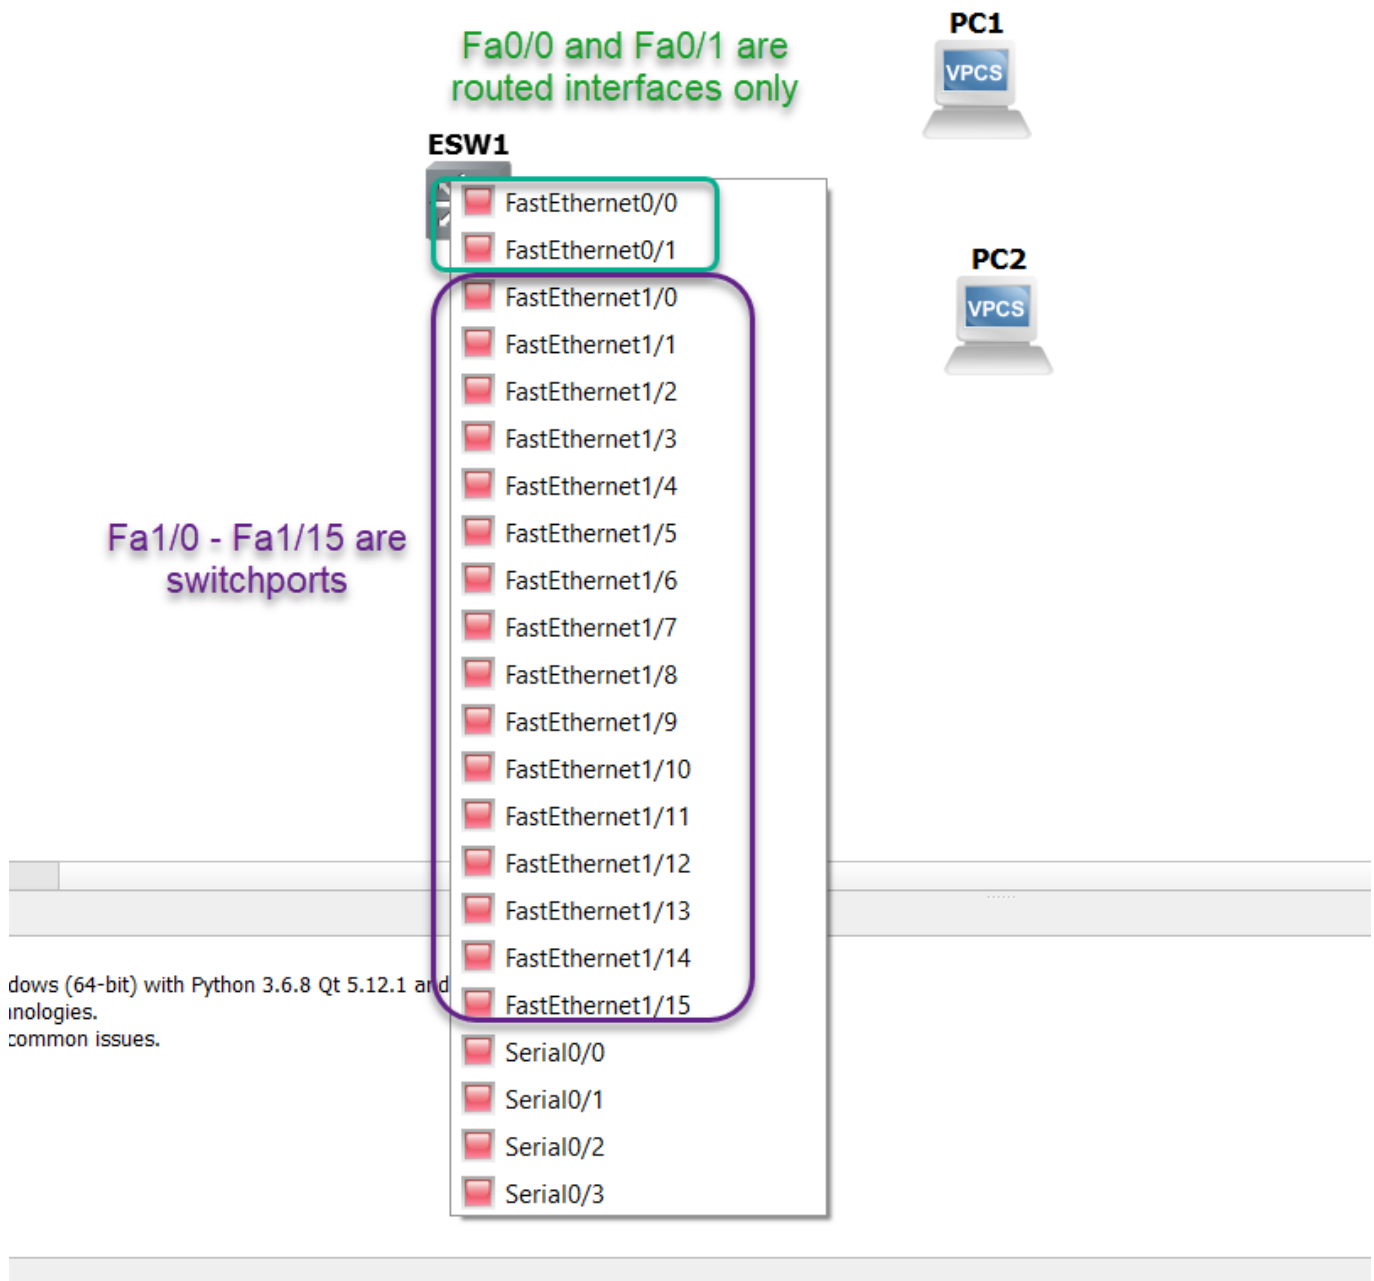 PC1
Fa0/0 and Fa0/1 are
routed interfaces only
VPCS
ESW1
FastEthernet0/0
FastEthernet0/1
PC2
FastEthernet1/0
VPCS
FastEthernet1/1
FastEthernet1/2
FastEthernet1/3
FastEthernet1/4
Fa1/0 - Fa1/15 are
switchports
FastEthernet1/5
FastEthernet1/6
FastEthernet1/7
FastEthernet1/8
FastEthernet1/9
FastEthernet1/10
FastEthernet1/11
FastEthernet1/12
FastEthernet1/13
FastEthernet1/14
FastEthernet1/15
dows (64-bit) with Python 3.6.8 Qt 5.12.1 and
nologies.
common issues.
Serial0/0
Serial0/1
Serial0/2
Serial0/3